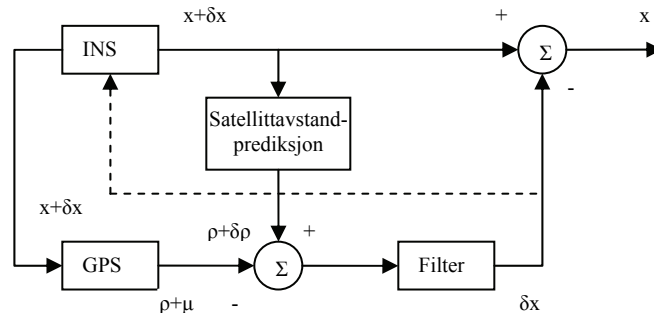 x+δx
+
x
INS
Σ
-
Satellittavstand-
prediksjon
x+δx
ρ+δρ
+
GPS
Σ
Filter
ρ+μ
-
δx